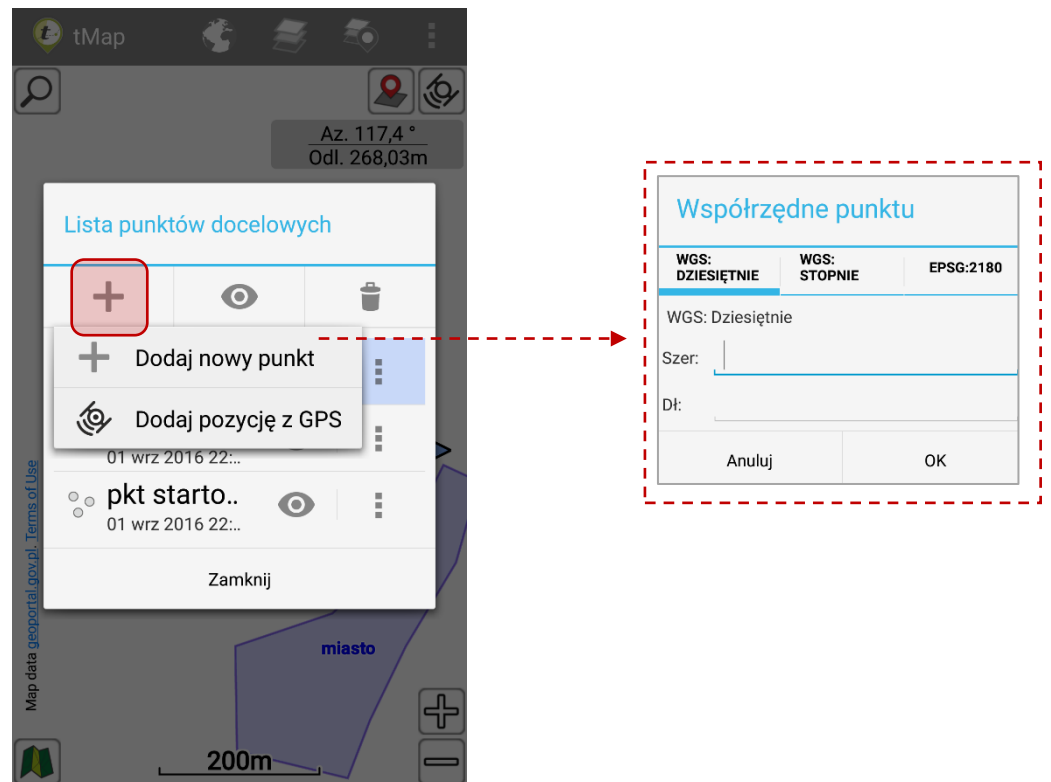 tMap
Az. 117,4 °
Odl. 268,03m
Lista punktów docelowych
Dodaj nowy punkt
Dodaj pozycję z GPS
01 wrz 2016 22:..
pkt starto..
01 wrz 2016 22:..
Zamknij
miasto
Map data geoportal.gov.pl. Terms of Use
200m
Współrzędne punktu
WGS:
DZIESIĘTNIE
WGS:
STOPNIE
EPSG:2180
WGS: Dziesiętnie
Szer:
Dł:
Anuluj
OK